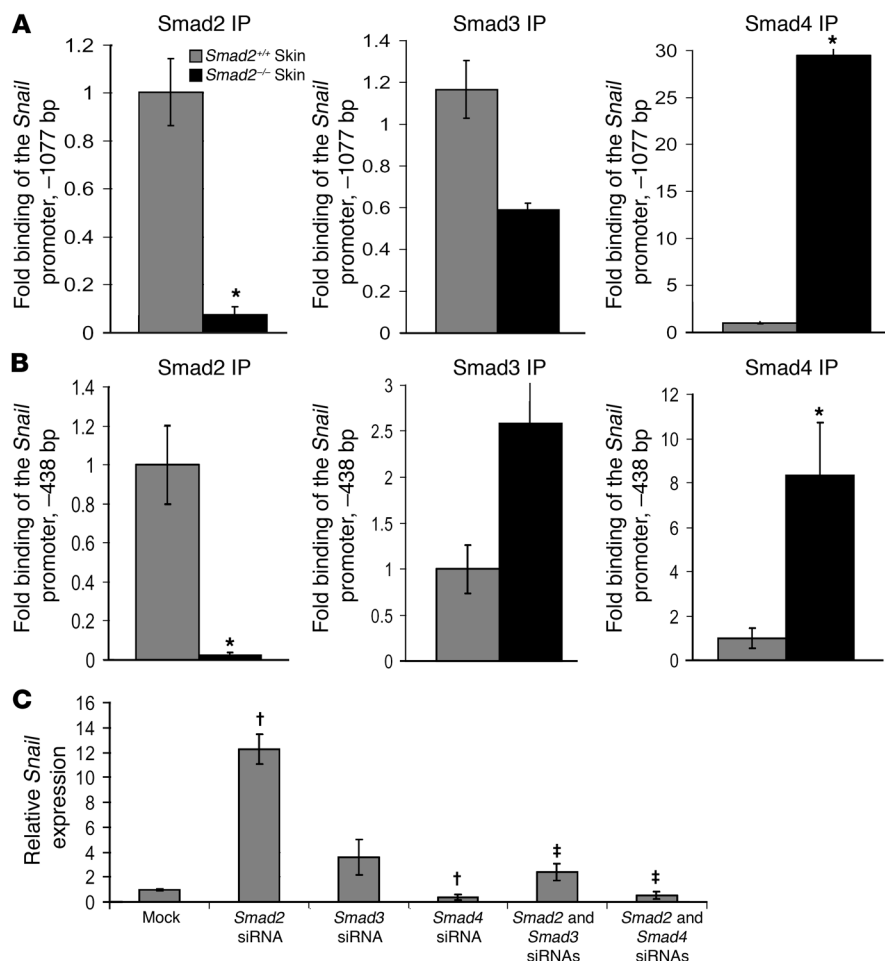 A
Smad2 IP
Fold binding of the Snail
promoter, –1077 bp
1.2
1
0.8
0.6
0.4
0.2
0
Smad2+/+ Skin
Smad2–/– Skin
*
Smad3 IP
Fold binding of the Snail
promoter, –1077 bp
1.4
1.2
1
0.8
0.6
0.4
0.2
0
Smad4 IP
Fold binding of the Snail
promoter, –1077 bp
30
25
20
15
10
5
0
*
B
Smad2 IP
Fold binding of the Snail
promoter, –438 bp
1.4
1.2
1
0.8
0.6
0.4
0.2
0
*
Smad3 IP
Fold binding of the Snail
promoter, –438 bp
3
2.5
2
1.5
1
0.5
0
Smad4 IP
Fold binding of the Snail
promoter, –438 bp
12
10
8
6
4
2
0
*
C
Relative Snail
expression
16
14
12
10
8
6
4
2
0
†
†
‡
‡
Mock
Smad2
siRNA
Smad3
siRNA
Smad4
siRNA
Smad2 and
Smad3
siRNAs
Smad2 and
Smad4
siRNAs